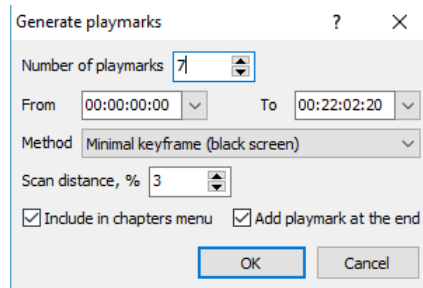 Generate playmarks ?
Number of playmarks 7
From 00:00:00:00 To 00:22:02:20
Method Minimal keyframe (black screen)
Scan distance, % 3
Include in chapters menu Add playmark at the end
OK Cancel